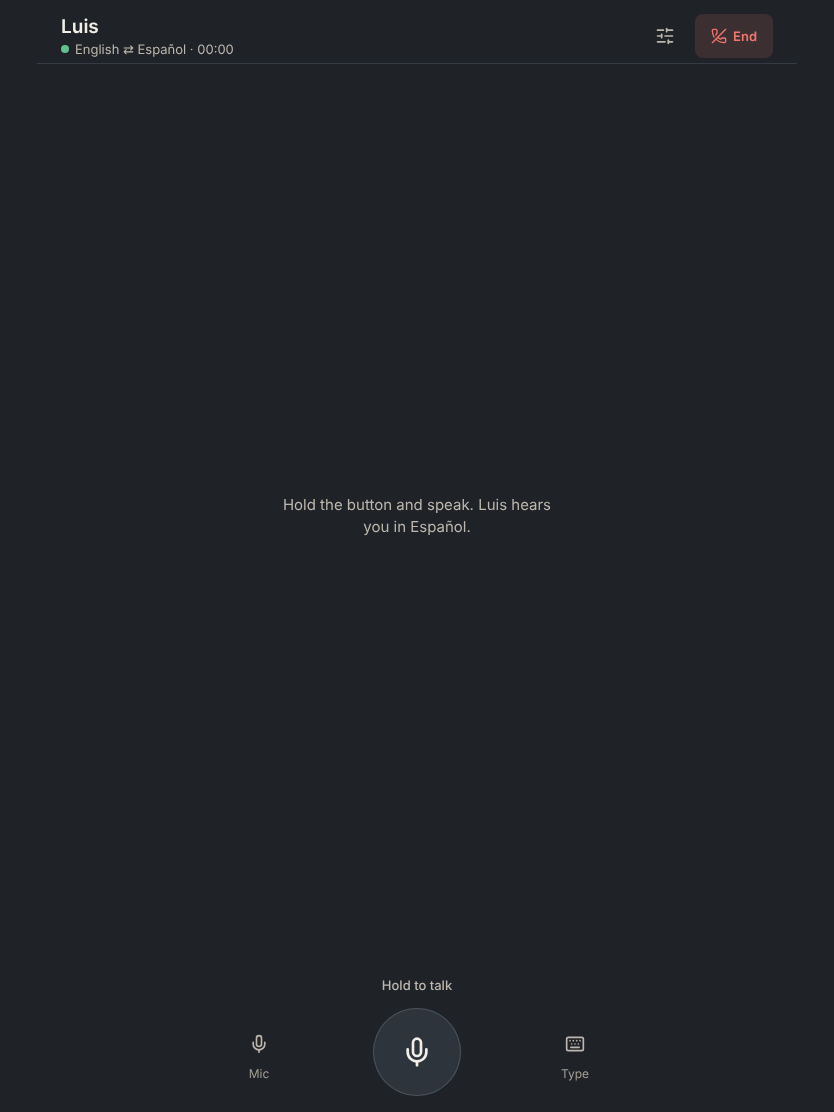 Luis
English ⇄ Español · 00:00
End
Hold the button and speak. Luis hears
you in Español.
Hold to talk
Mic
Type